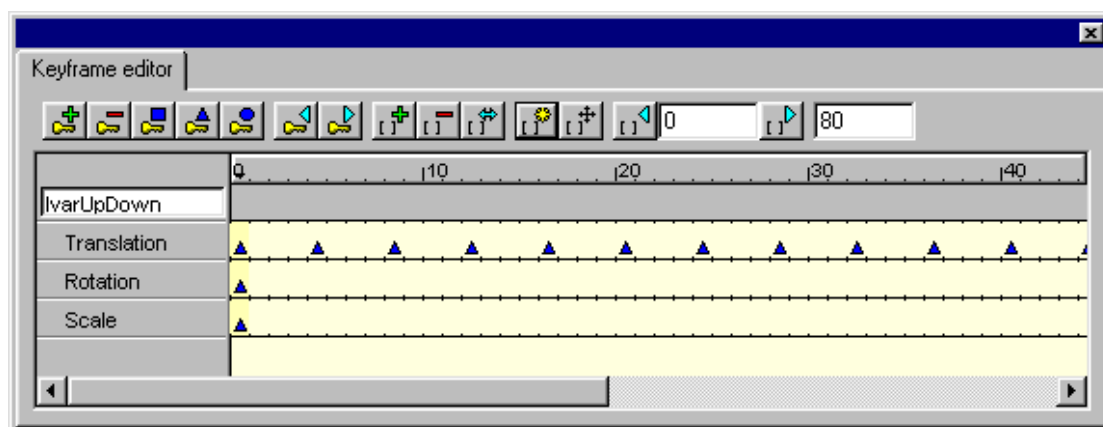 Keyframe editor
0 80
0 10 20 30 40
IvarUpDown
Translation
Rotation
Scale